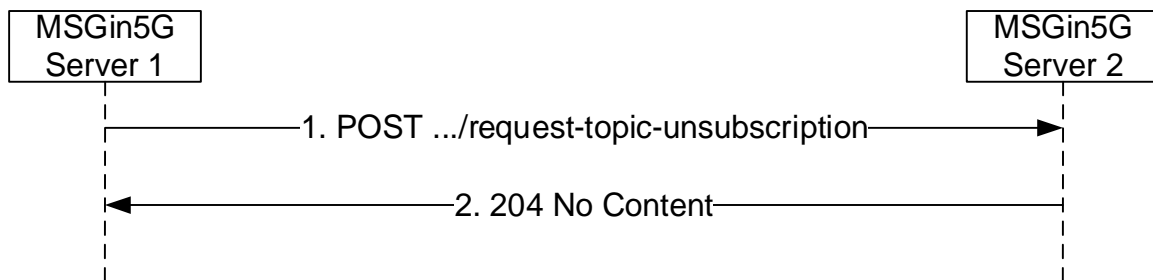 MSGin5G
Server 1
MSGin5G
Server 2
1. POST .../request-topic-unsubscription
2. 204 No Content